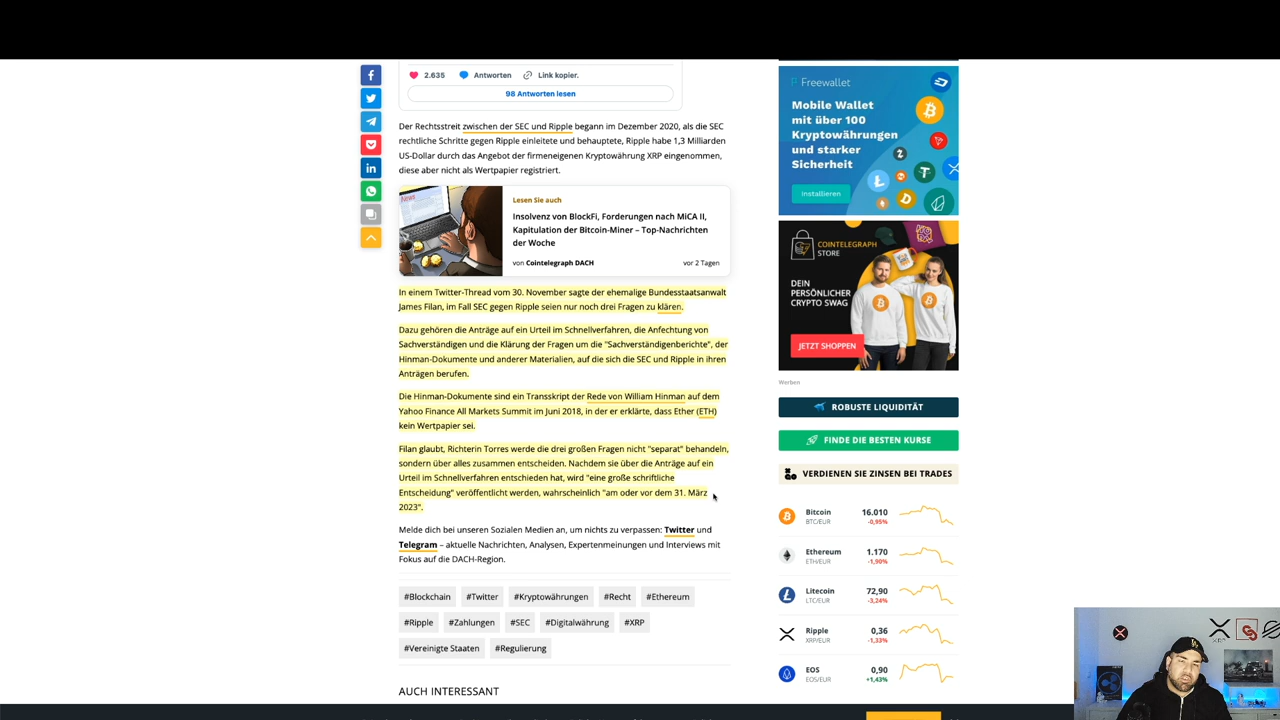 2.635 Antworten Link kopier.
98 Antworten lesen
Der Rechtsstreit zwischen der SEC und Ripple begann im Dezember 2020, als die SEC
rechtliche Schritte gegen Ripple einleitete und behauptete, Ripple habe 1,3 Milliarden
US-Dollar durch das Angebot der firmeneigenen Kryptowährung XRP eingenommen,
diese aber nicht als Wertpapier registriert.
News
Lesen Sie auch
Insolvenz von BlockFi, Forderungen nach MiCA II,
Kapitulation der Bitcoin-Miner – Top-Nachrichten
der Woche
von Cointelegraph DACH vor 2 Tagen
In einem Twitter-Thread vom 30. November sagte der ehemalige Bundesstaatsanwalt
James Filan, im Fall SEC gegen Ripple seien nur noch drei Fragen zu klären.
Dazu gehören die Anträge auf ein Urteil im Schnellverfahren, die Anfechtung von
Sachverständigen und die Klärung der Fragen um die "Sachverständigenberichte", der
Hinman-Dokumente und anderer Materialien, auf die sich die SEC und Ripple in ihren
Anträgen berufen.
Die Hinman-Dokumente sind ein Transskript der Rede von William Hinman auf dem
Yahoo Finance All Markets Summit im Juni 2018, in der er erklärte, dass Ether (ETH)
kein Wertpapier sei.
Filan glaubt, Richterin Torres werde die drei großen Fragen nicht "separat" behandeln,
sondern über alles zusammen entscheiden. Nachdem sie über die Anträge auf ein
Urteil im Schnellverfahren entschieden hat, wird "eine große schriftliche
Entscheidung" veröffentlicht werden, wahrscheinlich "am oder vor dem 31. März
2023".
Melde dich bei unseren Sozialen Medien an, um nichts zu verpassen: Twitter und
Telegram – aktuelle Nachrichten, Analysen, Expertenmeinungen und Interviews mit
Fokus auf die DACH-Region.
#Blockchain #Twitter #Kryptowährungen #Recht #Ethereum
#Ripple #Zahlungen #SEC #Digitalwährung #XRP
#Vereinigte Staaten #Regulierung
AUCH INTERESSANT
Freewallet
Mobile Wallet
mit über 100
Kryptowährungen
und starker
Sicherheit
Installieren
COINTELEGRAPH
STORE
DEIN
PERSÖNLICHER
CRYPTO SWAG
JETZT SHOPPEN
Werben
ROBUSTE LIQUIDITÄT
FINDE DIE BESTEN KURSE
VERDIENEN SIE ZINSEN BEI TRADES
Bitcoin 16.010
BTC/EUR -0,95%
Ethereum 1.170
ETH/EUR -1,90%
Litecoin 72,90
LTC/EUR -3,24%
Ripple 0,36
XRP/EUR -1,33%
EOS 0,90
EOS/EUR +1,43%